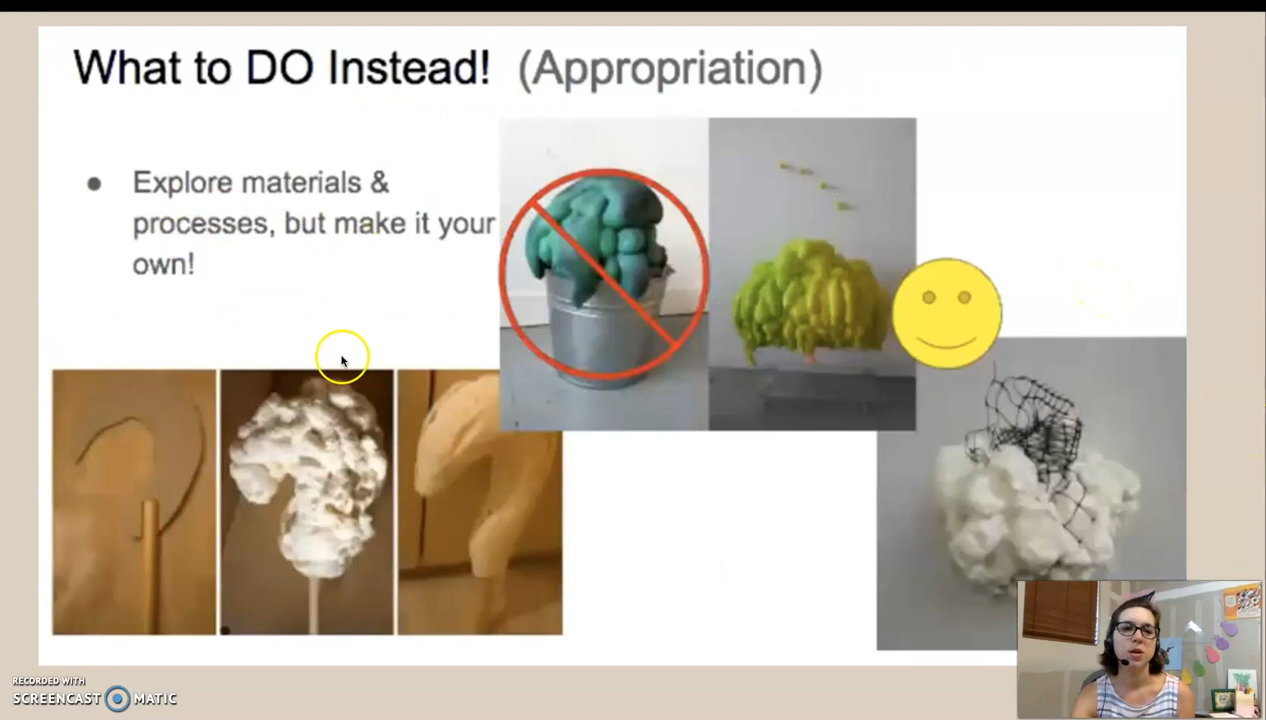 What to DO Instead! (Appropriation)
● Explore materials &
processes, but make it your
own!
RECORDED WITH
SCREENCAST MATIC